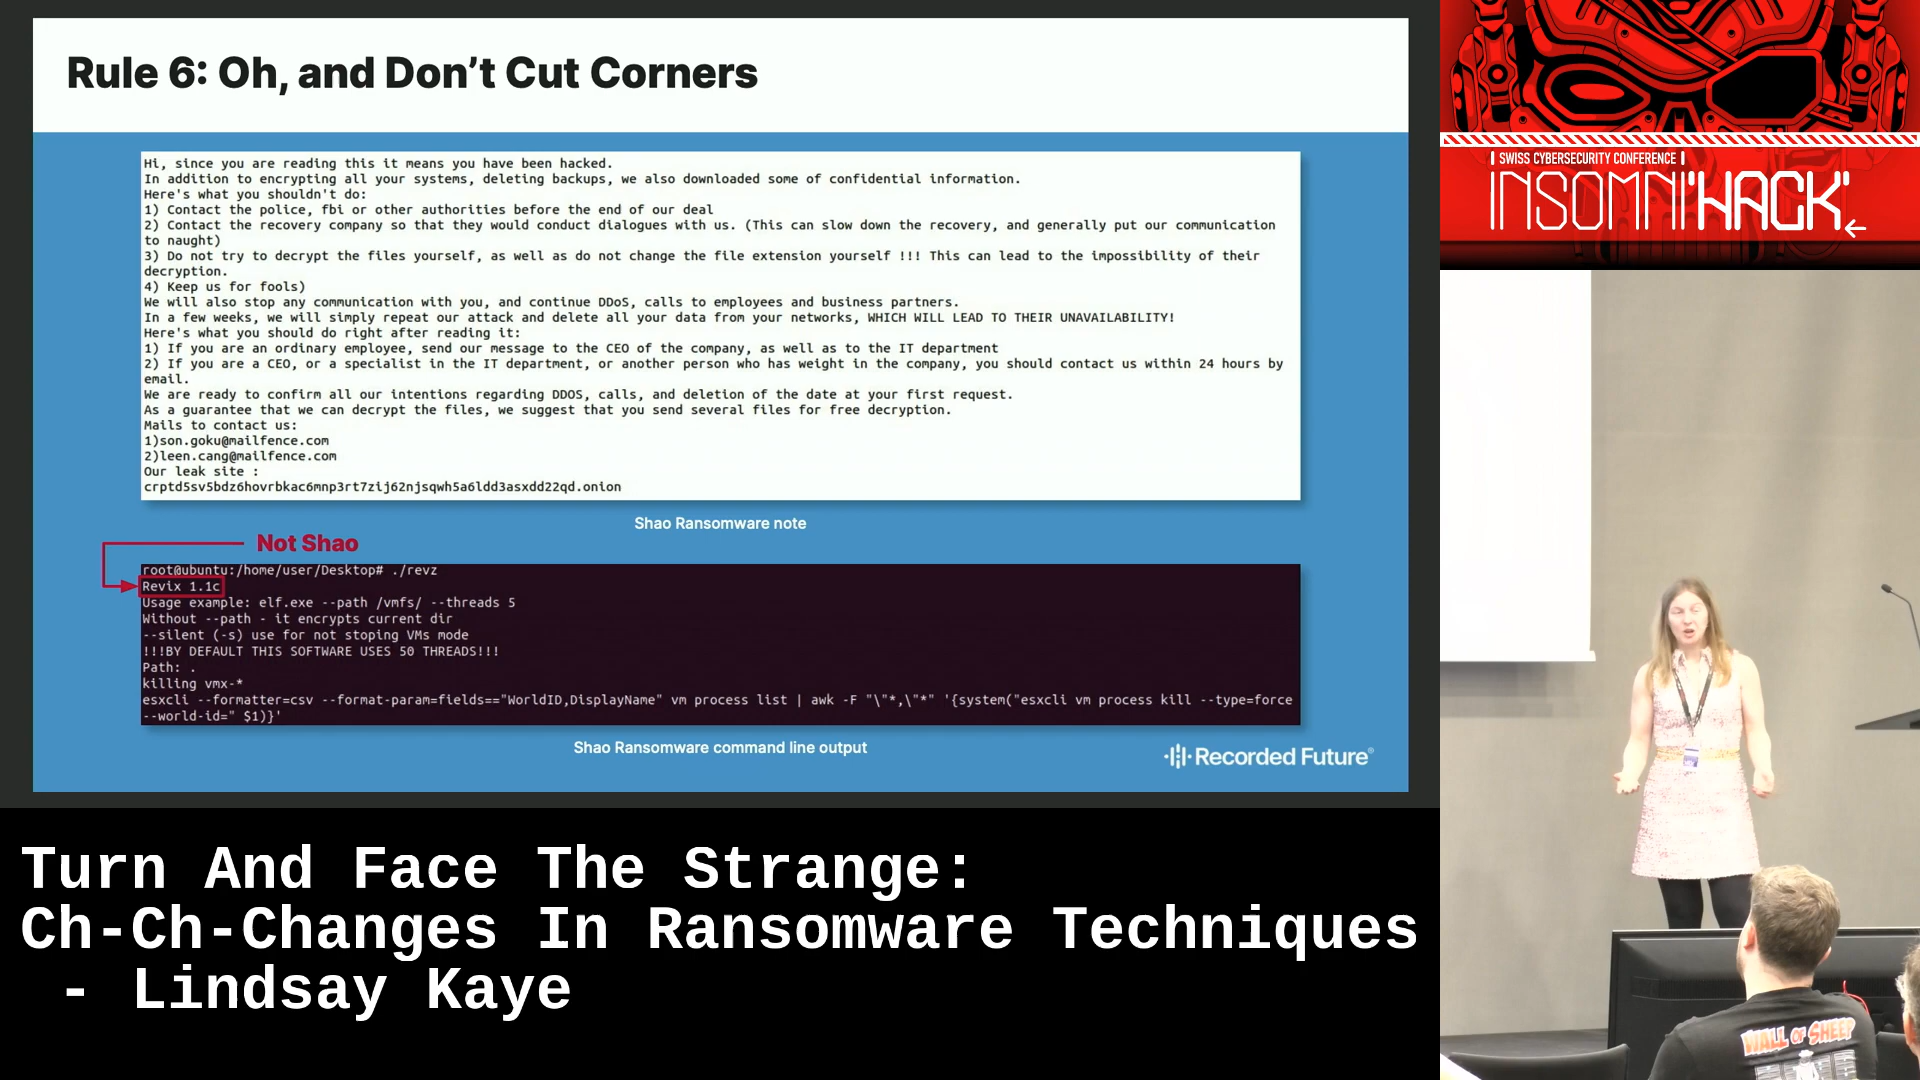 Rule 6: Oh, and Don't Cut Corners
Hi, since you are reading this it means you have been hacked.
In addition to encrypting all your systems, deleting backups, we also downloaded some of confidential information.
Here's what you shouldn't do:
1) Contact the police, fbi or other authorities before the end of our deal
2) Contact the recovery company so that they would conduct dialogues with us. (This can slow down the recovery, and generally put our communication
to naught)
3) Do not try to decrypt the files yourself, as well as do not change the file extension yourself !!! This can lead to the impossibility of their
decryption.
4) Keep us for fools)
We will also stop any communication with you, and continue DDoS, calls to employees and business partners.
In a few weeks, we will simply repeat our attack and delete all your data from your networks, WHICH WILL LEAD TO THEIR UNAVAILABILITY!
Here's what you should do right after reading it:
1) If you are an ordinary employee, send our message to the CEO of the company, as well as to the IT department
2) If you are a CEO, or a specialist in the IT department, or another person who has weight in the company, you should contact us within 24 hours by
email.
We are ready to confirm all our intentions regarding DDOS, calls, and deletion of the date at your first request.
As a guarantee that we can decrypt the files, we suggest that you send several files for free decryption.
Mails to contact us:
1)son.goku@mailfence.com
2)leen.cang@mailfence.com
Our leak site :
crptd5sv5bdz6hovrbkac6mnp3rt7zij62njsqwh5a6ldd3asxdd22qd.onion
Shao Ransomware note
Not Shao
root@ubuntu:/home/user/Desktop# ./revz
Revix 1.1c
Usage example: elf.exe --path /vmfs/ --threads 5
Without --path - it encrypts current dir
--silent (-s) use for not stoping VMs mode
!!!BY DEFAULT THIS SOFTWARE USES 50 THREADS!!!
Path: .
killing vmx-*
esxcli --formatter=csv --format-param=fields=="WorldID,DisplayName" vm process list | awk -F "\"*,\"*" '{system("esxcli vm process kill --type=force
--world-id=" $1)}'
Shao Ransomware command line output
Recorded Future®
SWISS CYBERSECURITY CONFERENCE
INSOMNI'HACK'
WALL OF SHEEP
Turn And Face The Strange:
Ch-Ch-Changes In Ransomware Techniques
- Lindsay Kaye